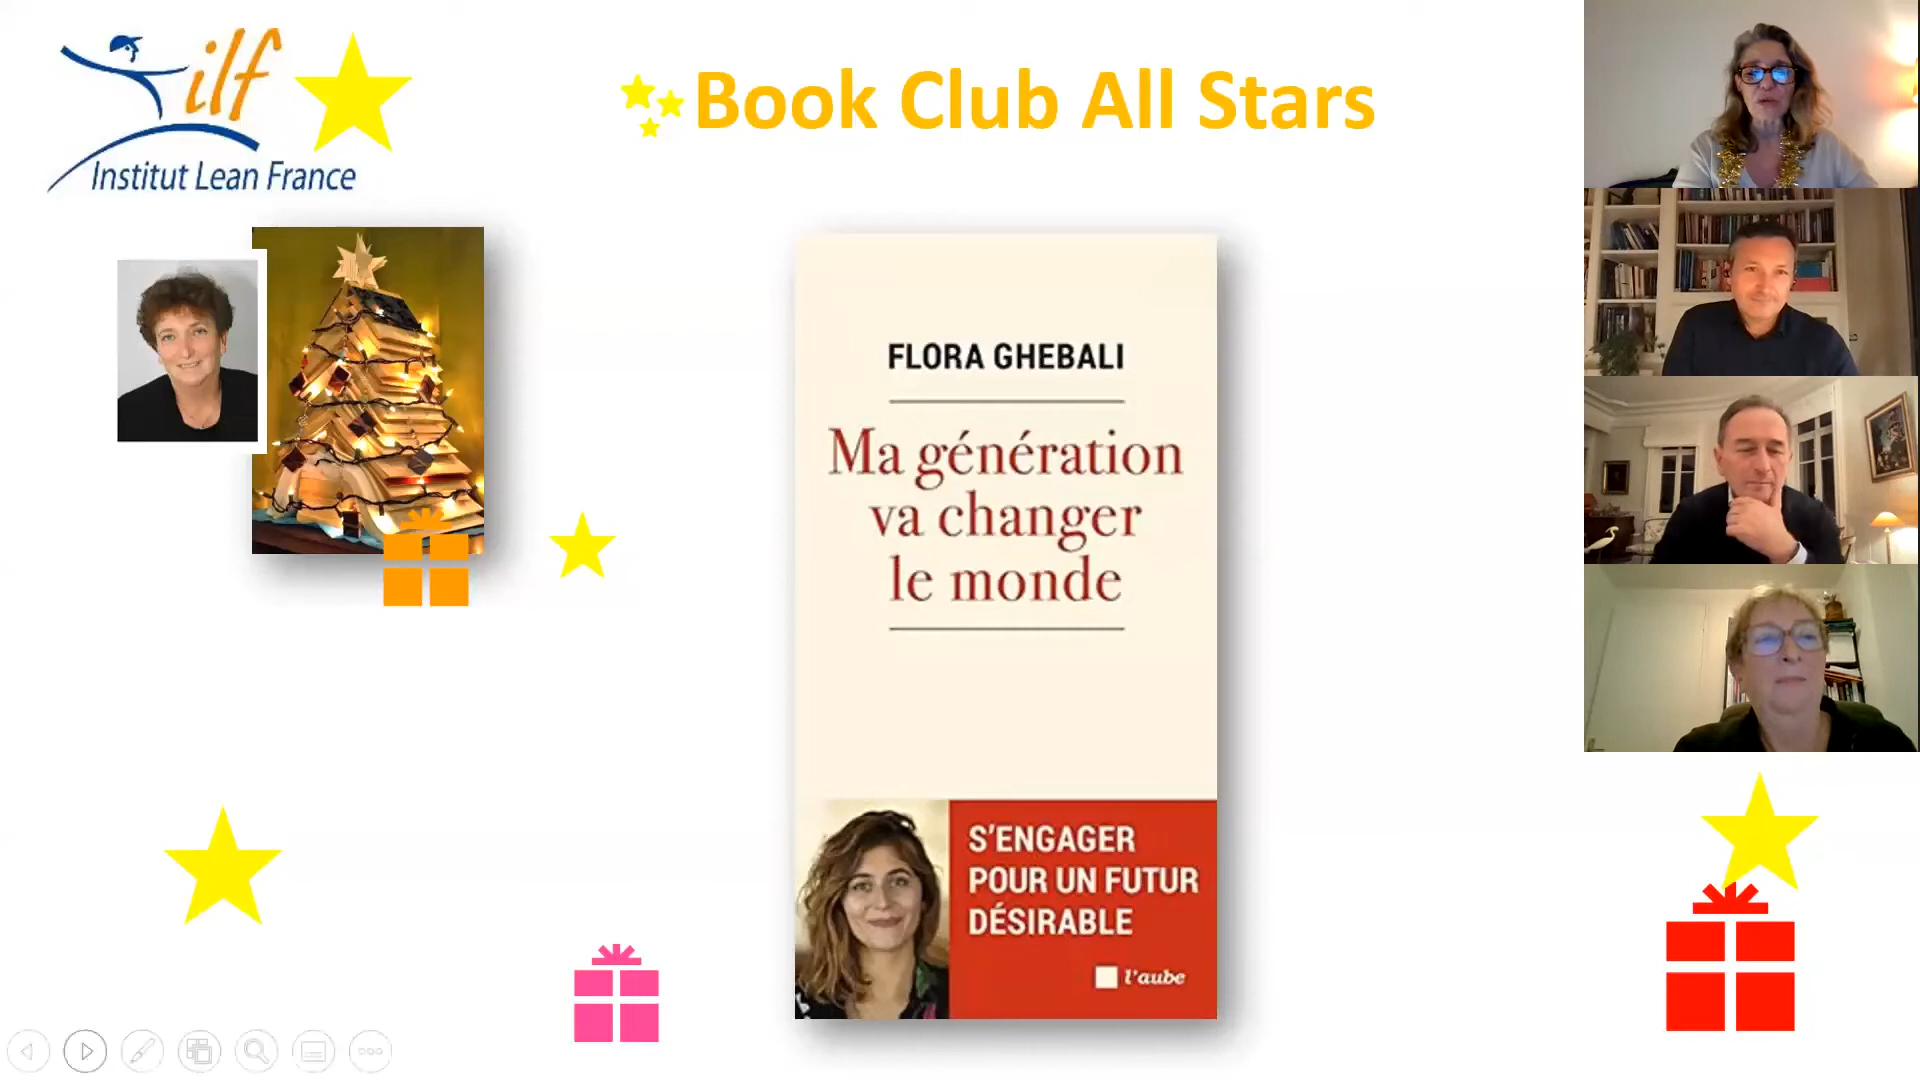 ilf
Institut Lean France
Book Club All Stars
FLORA GHEBALI
Ma génération
va changer
le monde
S'ENGAGER
POUR UN FUTUR
DÉSIRABLE
l'aube